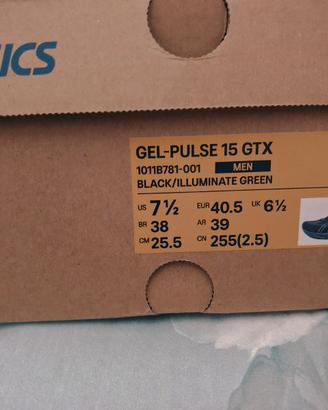 ICS
GEL-PULSE 15 GTX
1011B781-001 MEN
BLACK/ILLUMINATE GREEN
US 7½ EUR 40.5 UK 6½
BR 38 AR 39
CM 25.5 CN 255(2.5)